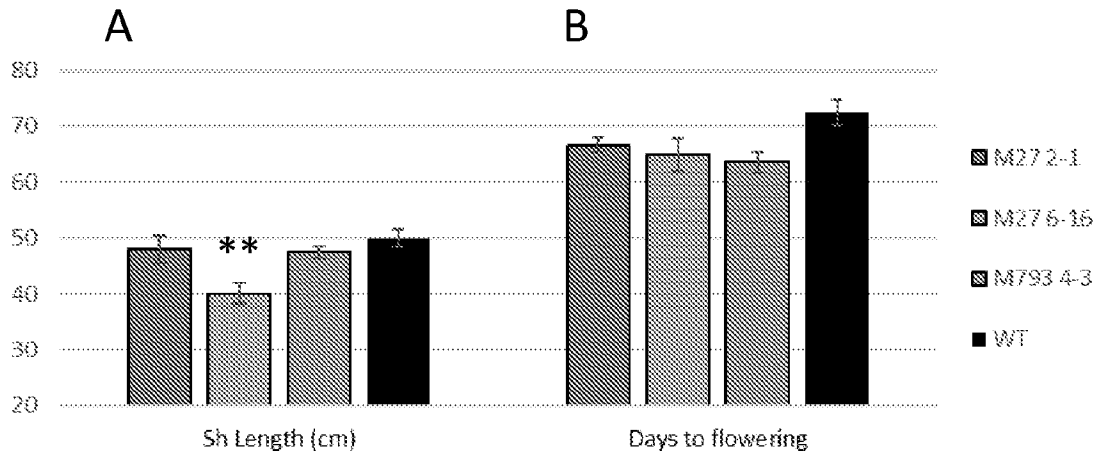 A
B
80
70
60
50
40
30
20
**
Sh Length (cm)
Days to flowering
M27 2-1
M27 6-16
M793 4-3
WT